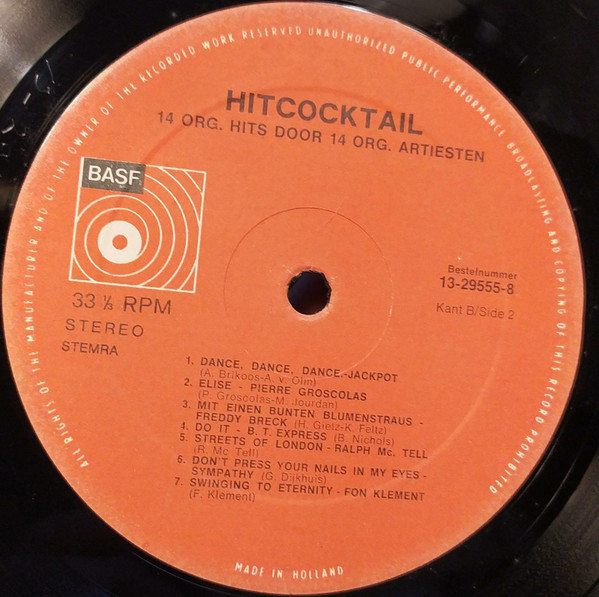 ALL RIGHTS OF THE MANUFACTURER AND OF THE OWNER OF THE RECORDED WORK RESERVED UNAUTHORIZED PUBLIC PERFORMANCE BROADCASTING AND COPYING OF THIS RECORD PROHIBITED
HITCOCKTAIL
14 ORG. HITS DOOR 14 ORG. ARTIESTEN
BASF
33 ⅓ RPM
STEREO
STEMRA
Bestelnummer
13-29555-8
Kant B/Side 2
1. DANCE, DANCE, DANCE-JACKPOT
(A. Brikoos-A. v. Olm)
2. ELISE - PIERRE GROSCOLAS
(P. Groscolas-M. Jourdan)
3. MIT EINEN BUNTEN BLUMENSTRAUS -
FREDDY BRECK (H. Gietz-K. Feltz)
4. DO IT - B.T. EXPRESS (B. Nichols)
5. STREETS OF LONDON - RALPH Mc. TELL
(R. Mc Tell)
6. DON'T PRESS YOUR NAILS IN MY EYES -
SYMPATHY (G. Dijkhuis)
7. SWINGING TO ETERNITY - FON KLEMENT
(F. Klement)
MADE IN HOLLAND